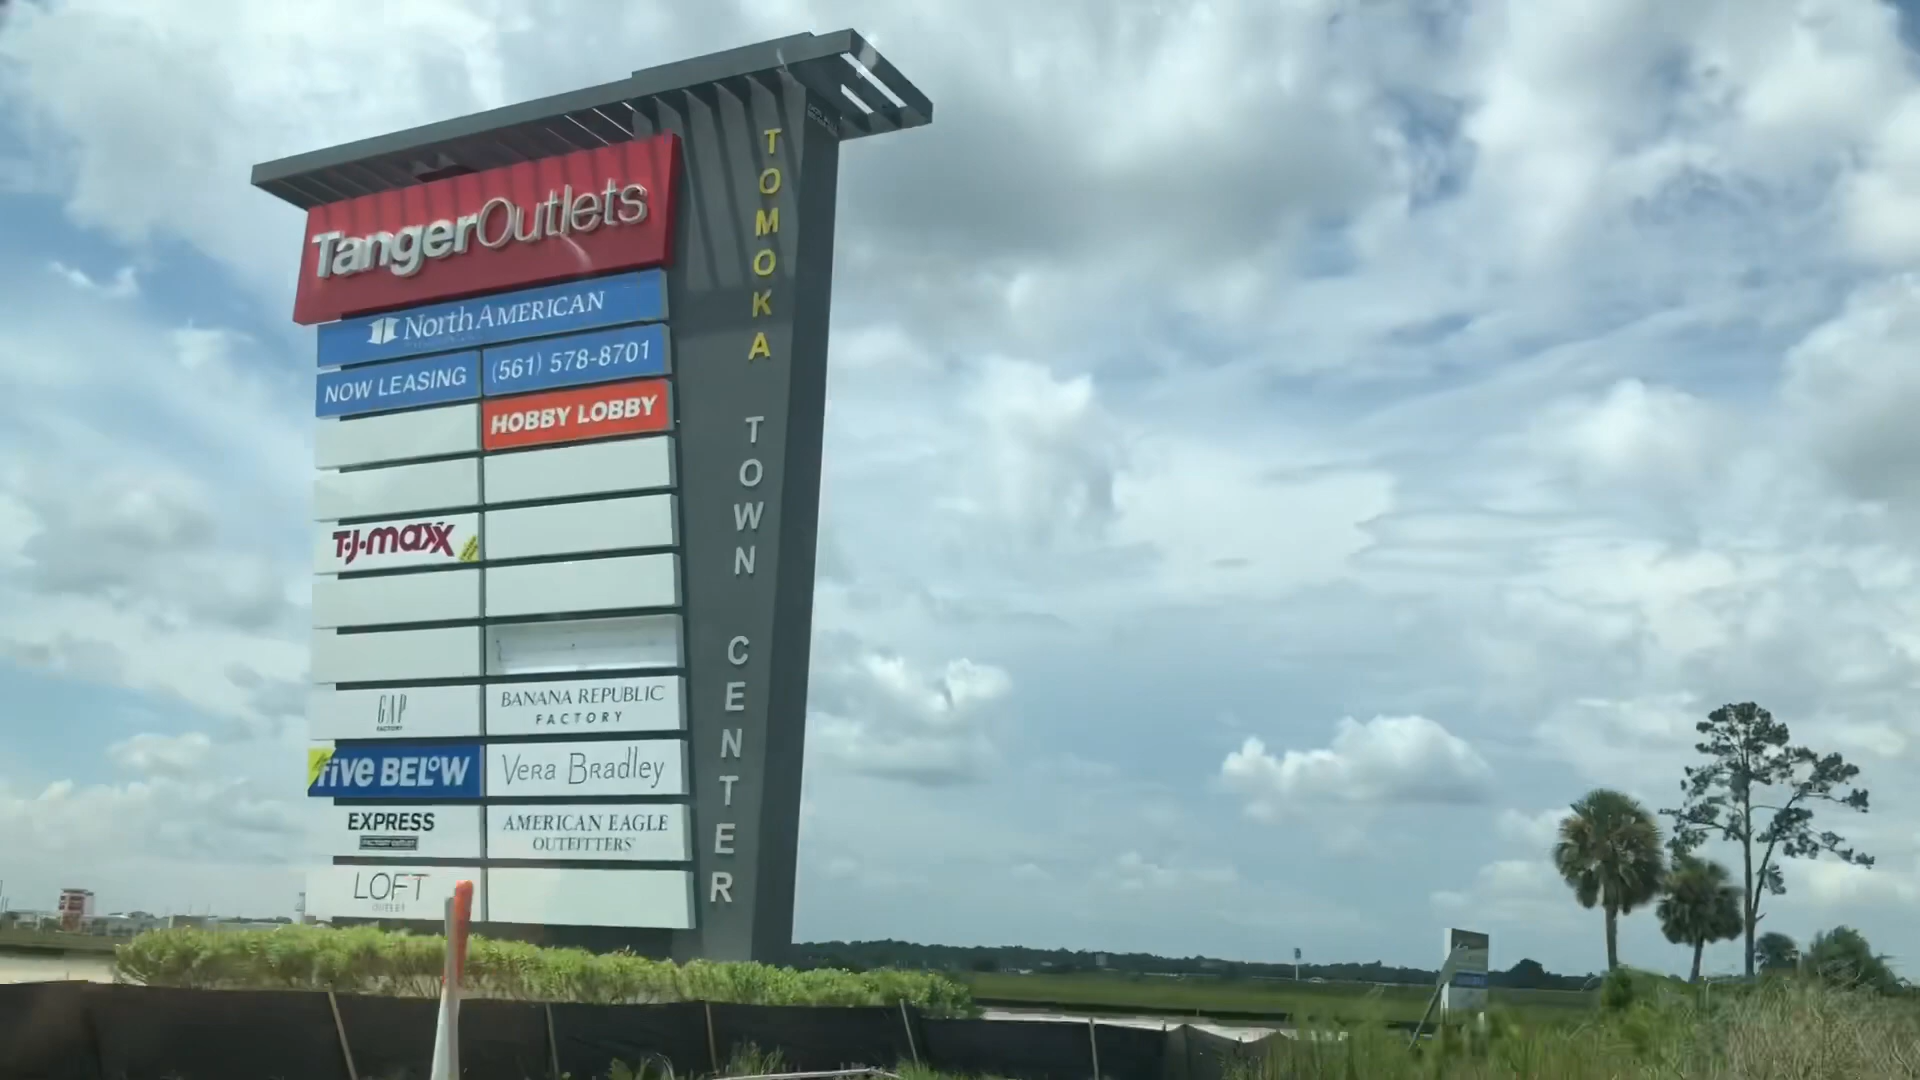 TangerOutlets
NorthAMERICAN
NOW LEASING
(561) 578-8701
HOBBY LOBBY
T·J·maxx
GAP
FACTORY
BANANA REPUBLIC
FACTORY
five BELOW
Vera Bradley
EXPRESS
FACTORY OUTLET
AMERICAN EAGLE
OUTFITTERS
LOFT
OUTLET
TOMOKA TOWN CENTER